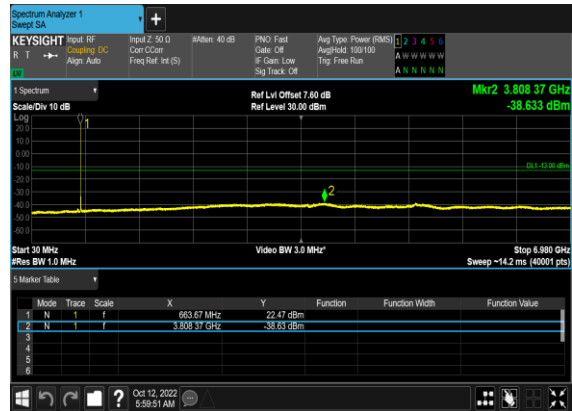 Spectrum Analyzer 1
Swept SA
KEYSIGHT Input: RF Input Z: 50 Ω #Atten: 40 dB PNO: Fast Avg Type: Power (RMS) 1 2 3 4 5 6
R T Coupling: DC Corr CCorr Gate: Off Avg|Hold: 100/100 A W W W W W
Align: Auto Freq Ref: Int (S) IF Gain: Low Trig: Free Run
LW Sig Track: Off A N N N N N
1 Spectrum
Ref Lvl Offset 7.60 dB Mkr2 3.808 37 GHz
Scale/Div 10 dB Ref Level 30.00 dBm -38.633 dBm
Log
20.0
10.0
0.00
-10.0
-20.0
-30.0
-40.0
-50.0
-60.0
1
2
DL1 -13.00 dBm
Start 30 MHz Video BW 3.0 MHz* Stop 6.980 GHz
#Res BW 1.0 MHz Sweep ~14.2 ms (40001 pts)
5 Marker Table
Mode Trace Scale X Y Function Function Width Function Value
1 N 1 f 663.67 MHz 22.47 dBm
2 N 1 f 3.808 37 GHz -38.63 dBm
3
4
5
6
? Oct 12, 2022
5:59:51 AM